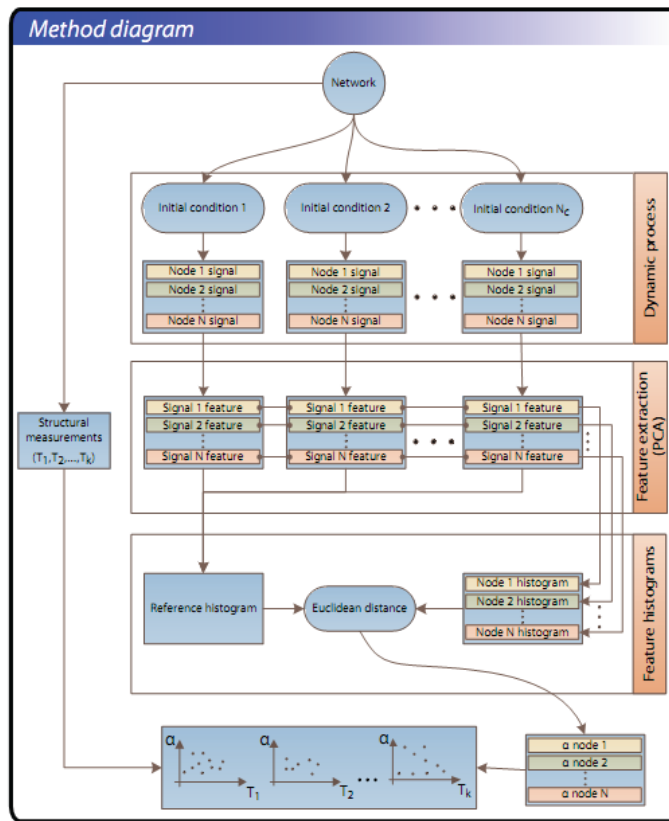 Method diagram
Network
Initial condition 1
Initial condition 2
Initial condition Nc
Node 1 signal
Node 2 signal
Node N signal
Node 1 signal
Node 2 signal
Node N signal
Node 1 signal
Node 2 signal
Node N signal
Dynamic process
Structural
measurements
(T1,T2,...,Tk)
Signal 1 feature
Signal 2 feature
Signal N feature
Signal 1 feature
Signal 2 feature
Signal N feature
Signal 1 feature
Signal 2 feature
Signal N feature
Feature extraction
(PCA)
Reference histogram
Euclidean distance
Node 1 histogram
Node 2 histogram
Node N histogram
Feature histograms
α
T1
α
T2
α
Tk
α node 1
α node 2
α node N